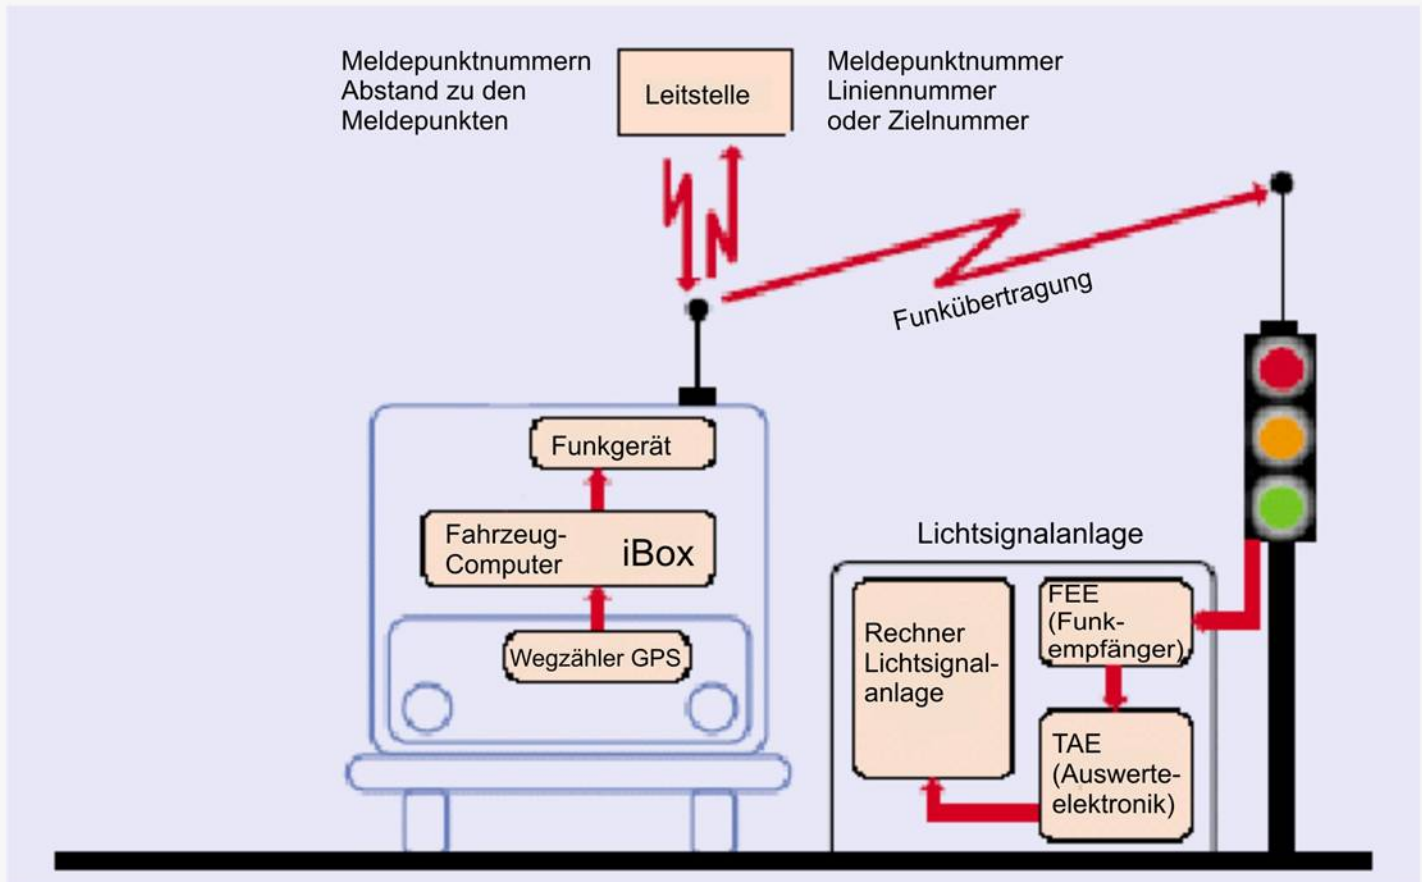 Meldepunktnummern
Abstand zu den
Meldepunkten
Leitstelle
Meldepunktnummer
Liniennummer
oder Zielnummer
Funkübertragung
Funkgerät
Fahrzeug-
Computer
iBox
Wegzähler GPS
Lichtsignalanlage
Rechner
Lichtsignal-
anlage
FEE
(Funk-
empfänger)
TAE
(Auswerte-
elektronik)